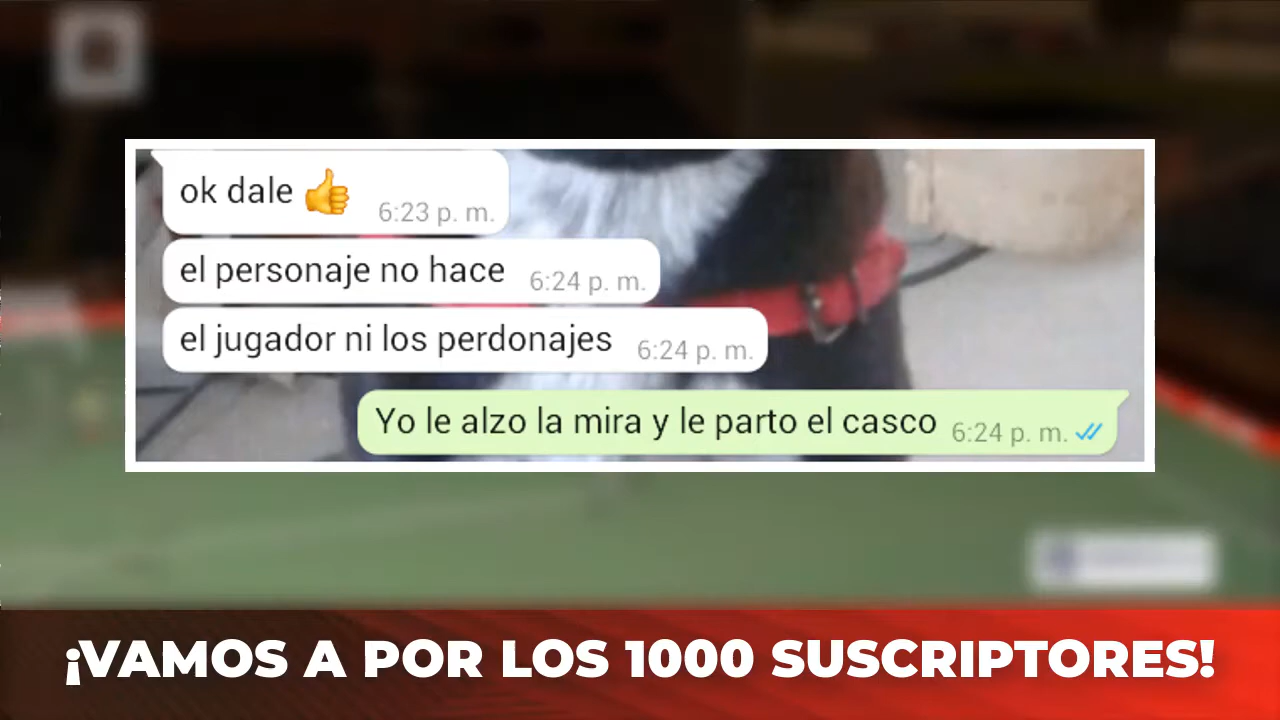 ok dale 👍 6:23 p. m.
el personaje no hace 6:24 p. m.
el jugador ni los perdonajes 6:24 p. m.
Yo le alzo la mira y le parto el casco 6:24 p. m.
¡VAMOS A POR LOS 1000 SUSCRIPTORES!